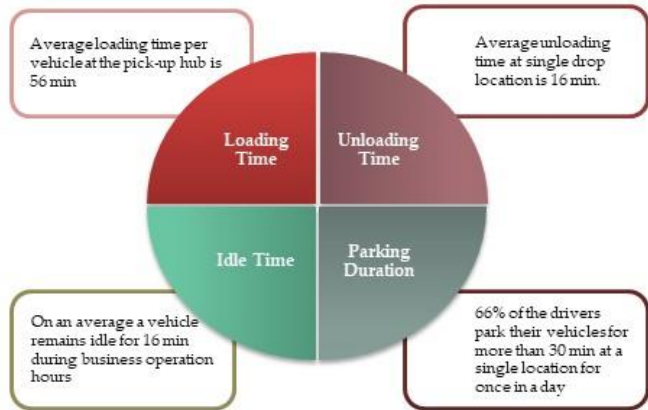 Average loading time per
vehicle at the pick-up hub is
56 min
Average unloading
time at single drop
location is 16 min.
Loading
Time
Unloading
Time
Idle Time
Parking
Duration
On an average a vehicle
remains idle for 16 min
during business operation
hours
66% of the drivers
park their vehicles for
more than 30 min at a
single location for
once in a day